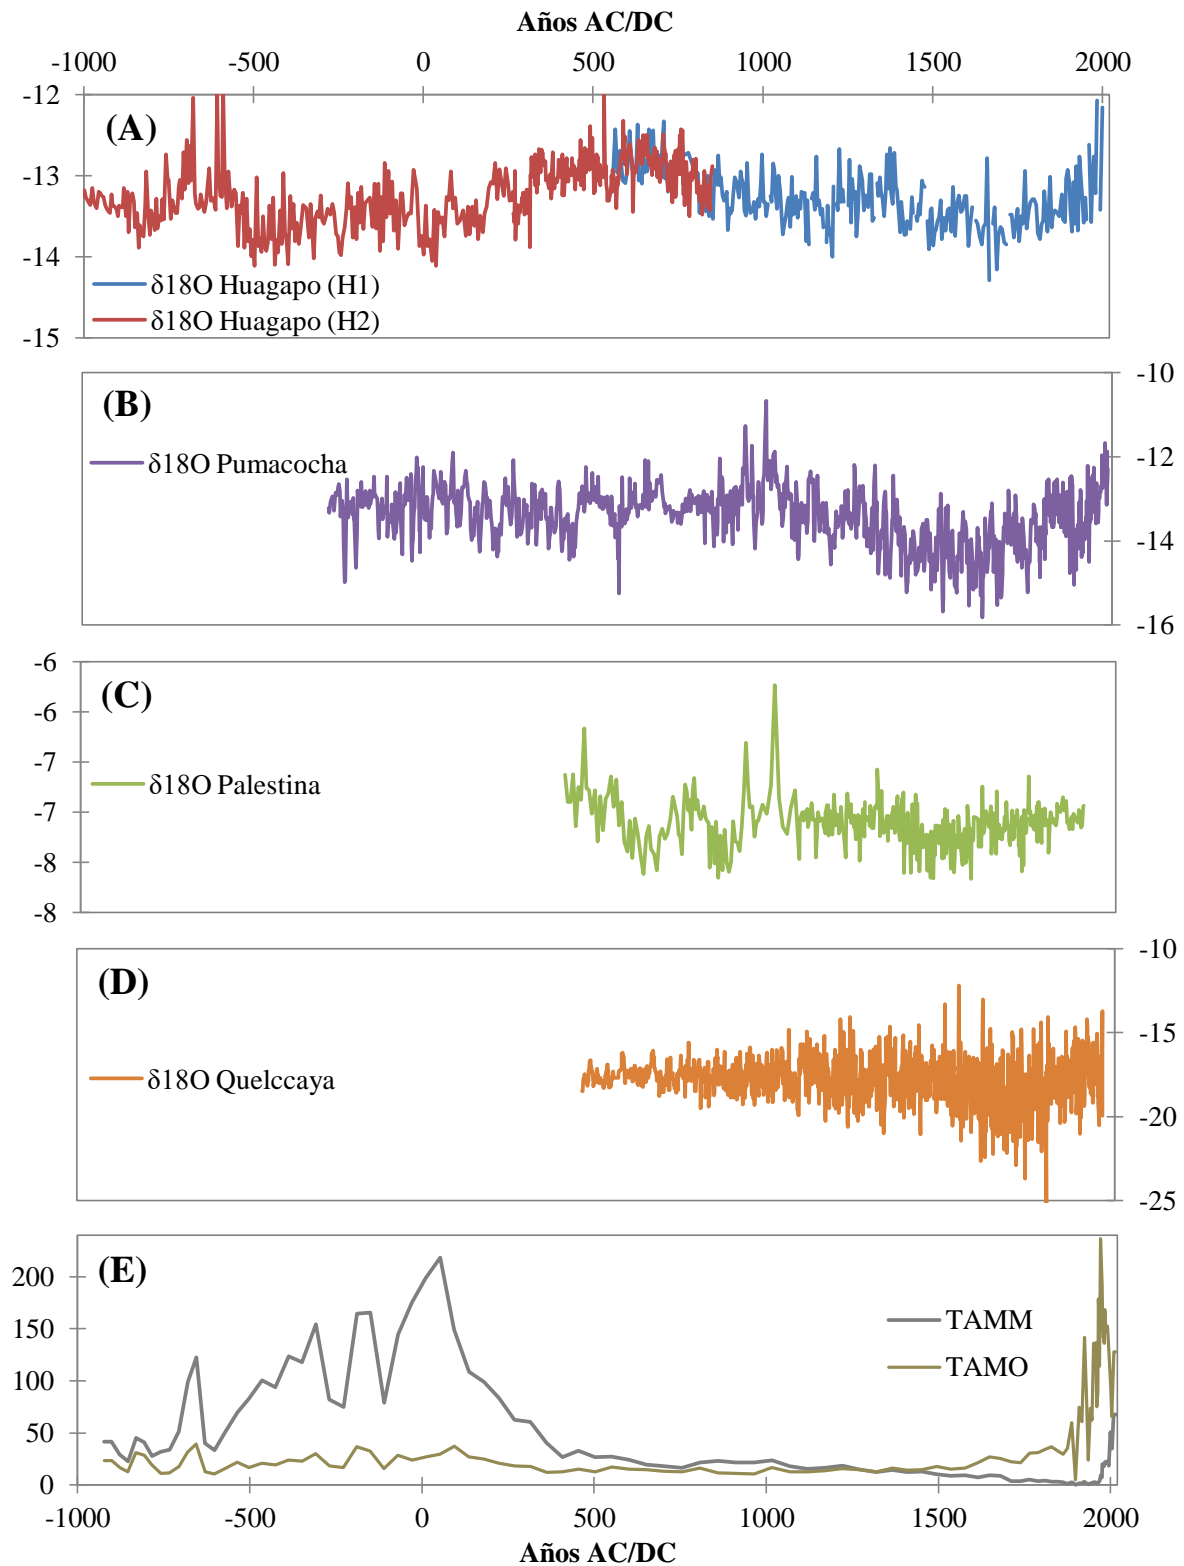 Años AC/DC
-1000 -500 0 500 1000 1500 2000
-12
(A)
-13
-14
δ18O Huagapo (H1)
δ18O Huagapo (H2)
-15
-10
(B)
-12
δ18O Pumacocha
-14
-16
-6
(C)
-6
-7
δ18O Palestina
-7
-8
-8
-10
(D)
-15
δ18O Quelccaya
-20
-25
(E)
200
TAMM
150
TAMO
100
50
0
-1000 -500 0 500 1000 1500 2000
Años AC/DC